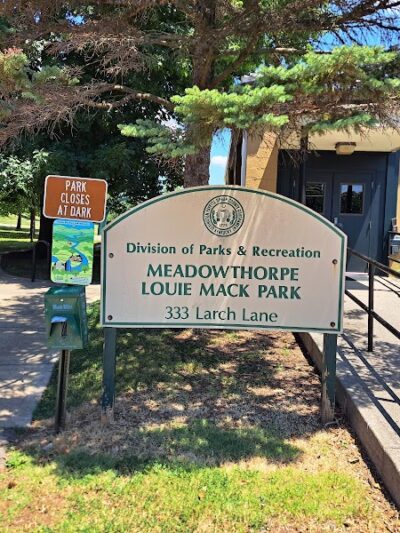 PARK
CLOSES
AT DARK
Division of Parks & Recreation
MEADOWTHORPE
LOUIE MACK PARK
333 Larch Lane